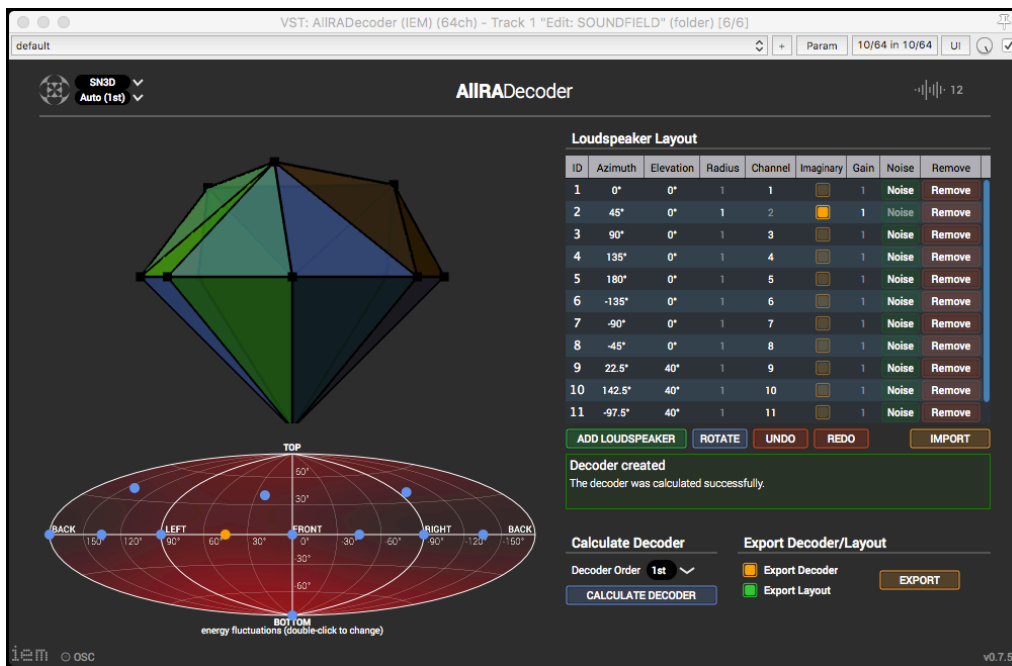 VST: AllRADecoder (IEM) (64ch) - Track 1 "Edit: SOUNDFIELD" (folder) [6/6]
default + Param 10/64 in 10/64 UI
SN3D
Auto (1st)
AllRADecoder
12
Loudspeaker Layout
ID Azimuth Elevation Radius Channel Imaginary Gain Noise Remove
1 0° 0° 1 1 1 Noise Remove
2 45° 0° 1 2 1 Noise Remove
3 90° 0° 1 3 1 Noise Remove
4 135° 0° 1 4 1 Noise Remove
5 180° 0° 1 5 1 Noise Remove
6 -135° 0° 1 6 1 Noise Remove
7 -90° 0° 1 7 1 Noise Remove
8 -45° 0° 1 8 1 Noise Remove
9 22.5° 40° 1 9 1 Noise Remove
10 142.5° 40° 1 10 1 Noise Remove
11 -97.5° 40° 1 11 1 Noise Remove
ADD LOUDSPEAKER ROTATE UNDO REDO IMPORT
Decoder created
The decoder was calculated successfully.
TOP
60°
30°
BACK LEFT FRONT RIGHT BACK
150° 120° 90° 60° 30° 0° -30° -60° -90° -120° -150°
-30°
-60°
BOTTOM
energy fluctuations (double-click to change)
Calculate Decoder
Decoder Order 1st
CALCULATE DECODER
Export Decoder/Layout
Export Decoder
Export Layout
EXPORT
iem OSC v0.7.5